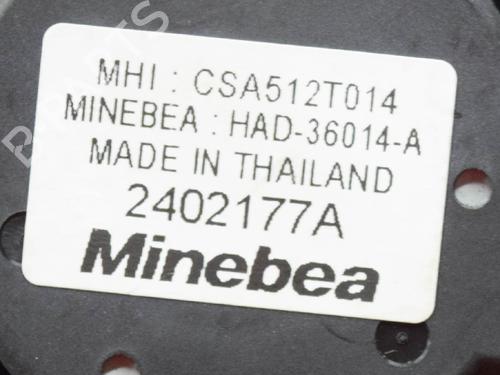 MHI : CSA512T014
MINEBEA : HAD-36014-A
MADE IN THAILAND
2402177A
Minebea